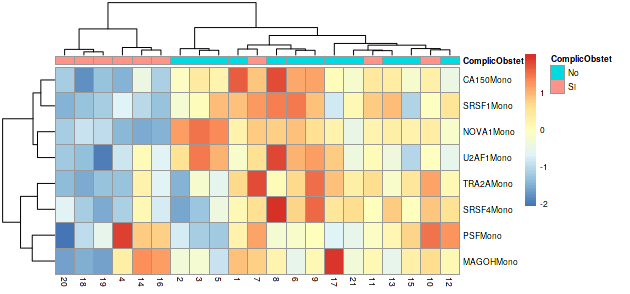 ComplicObstet
ComplicObstet
No
SI
CA150Mono
SRSF1Mono
NOVA1Mono
U2AF1Mono
TRA2AMono
SRSF4Mono
PSFMono
MAGOHMono
1
0
-1
-2
20 18 19 4 14 16 2 3 5 1 7 8 6 9 17 21 11 13 15 10 12